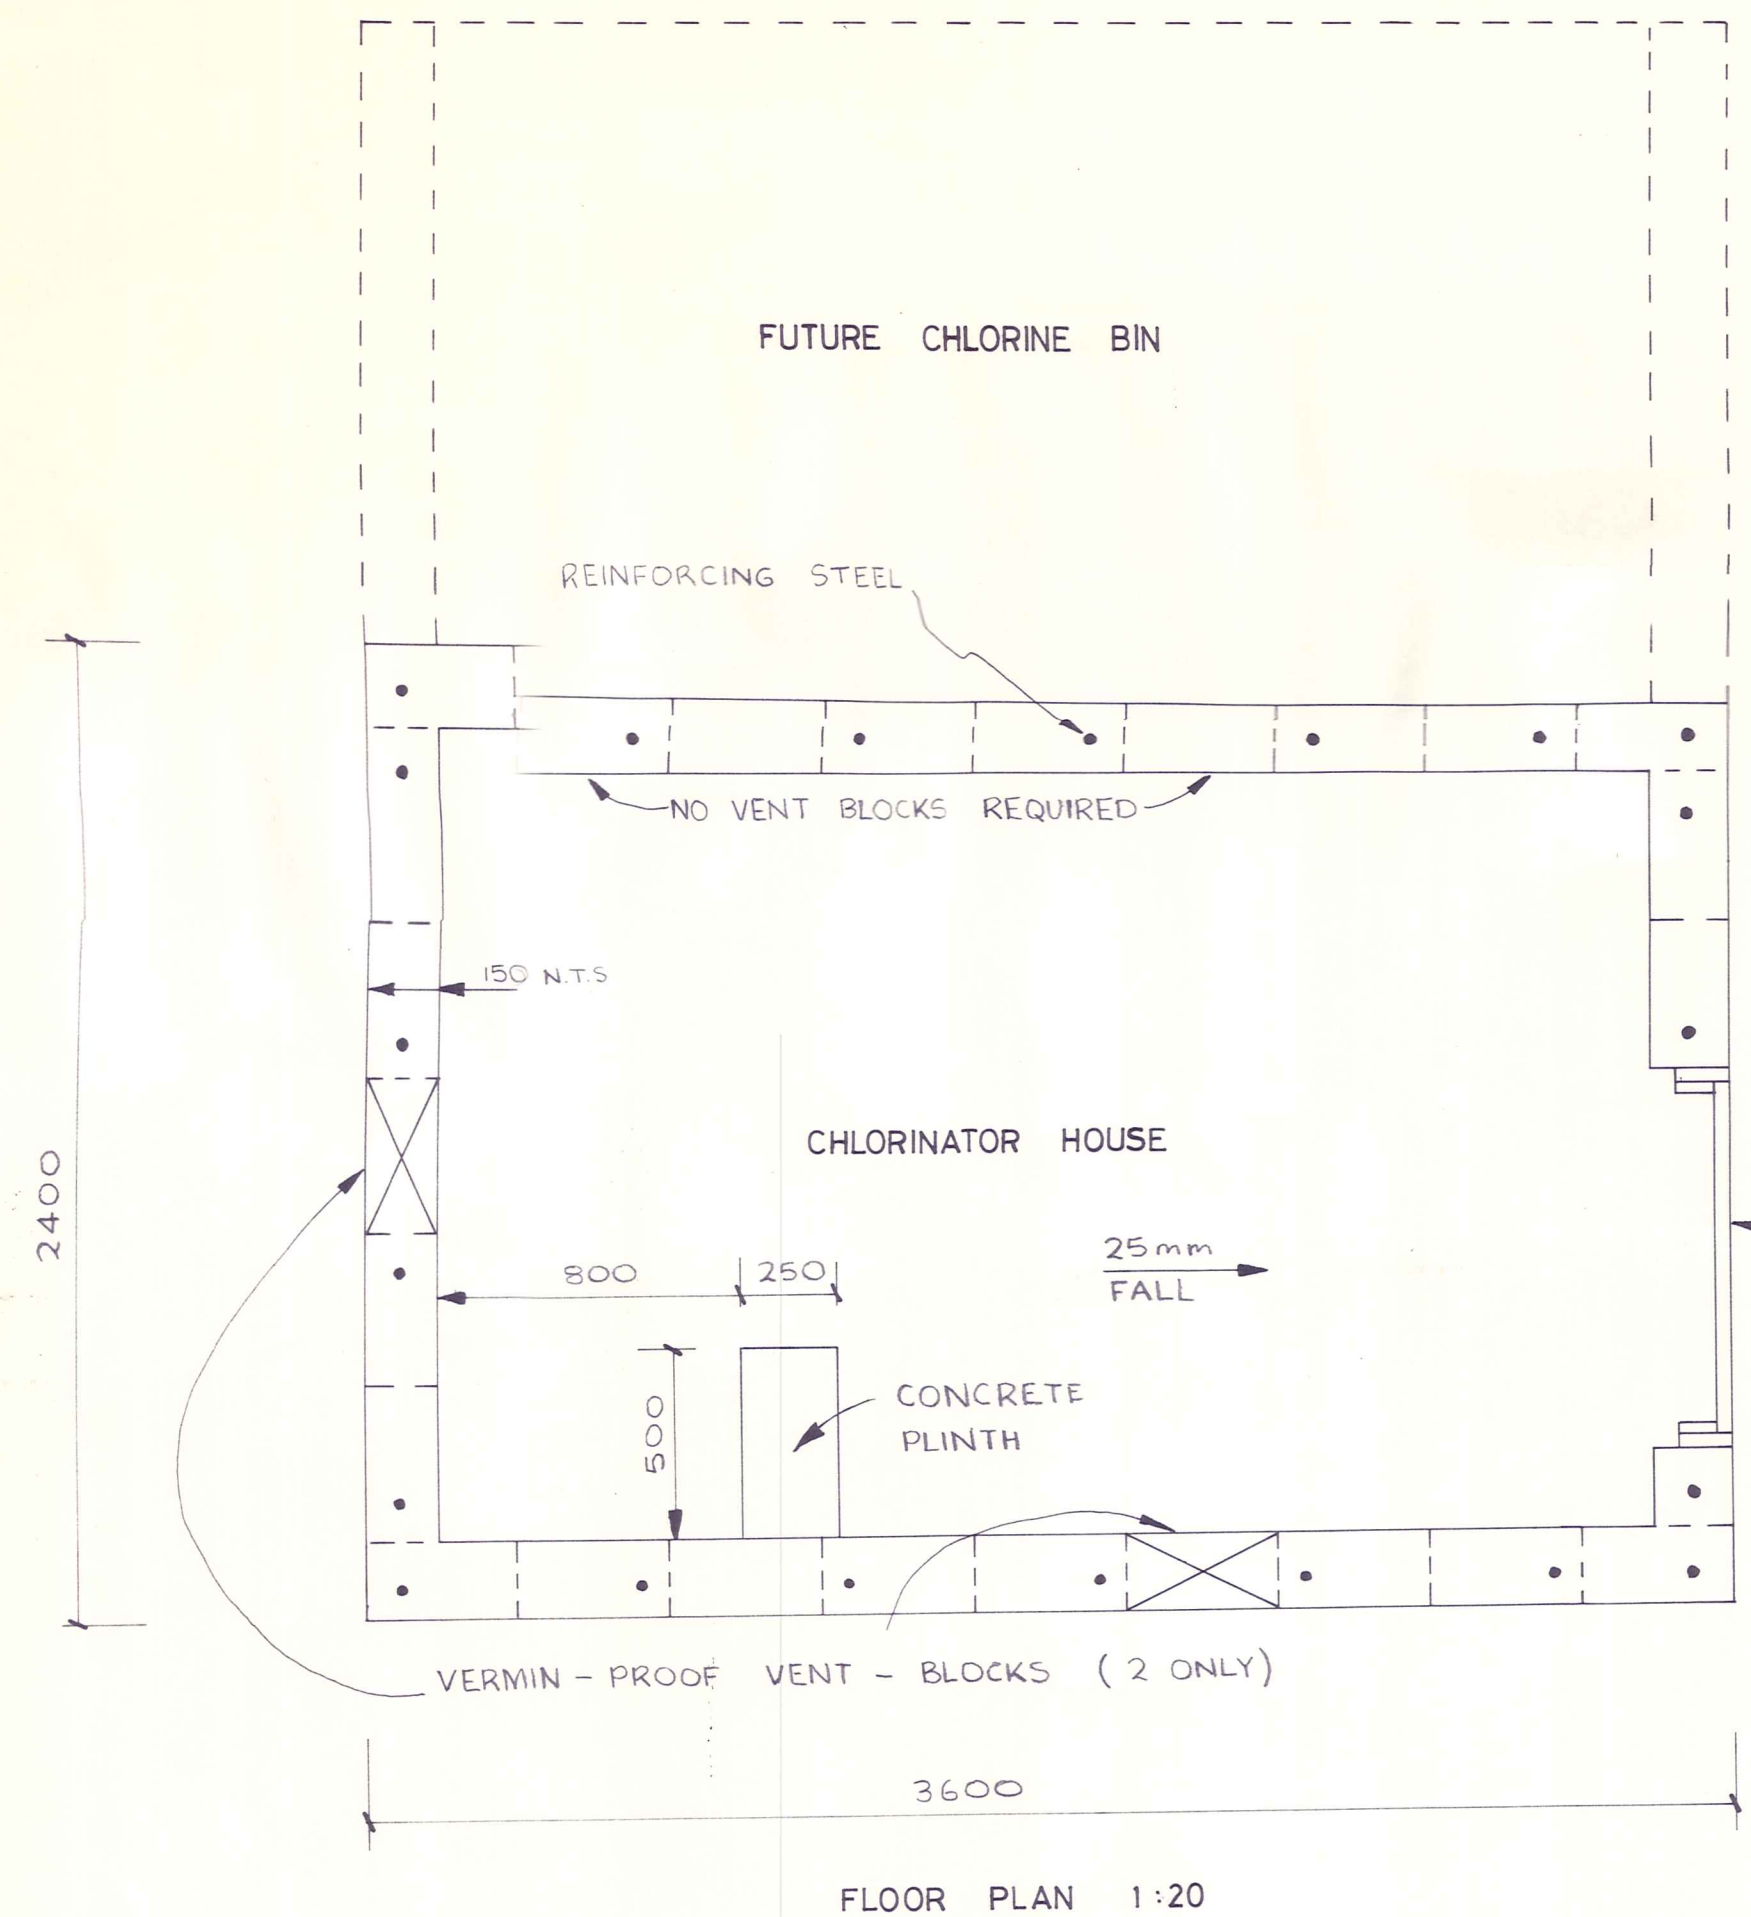 FUTURE CHLORINE BIN
REINFORCING STEEL
NO VENT BLOCKS REQUIRED
150 N.T.S
CHLORINATOR HOUSE
2400
800
250
25mm
FALL
500
CONCRETE
PLINTH
VERMIN - PROOF VENT - BLOCKS (2 ONLY)
3600
FLOOR PLAN 1:20